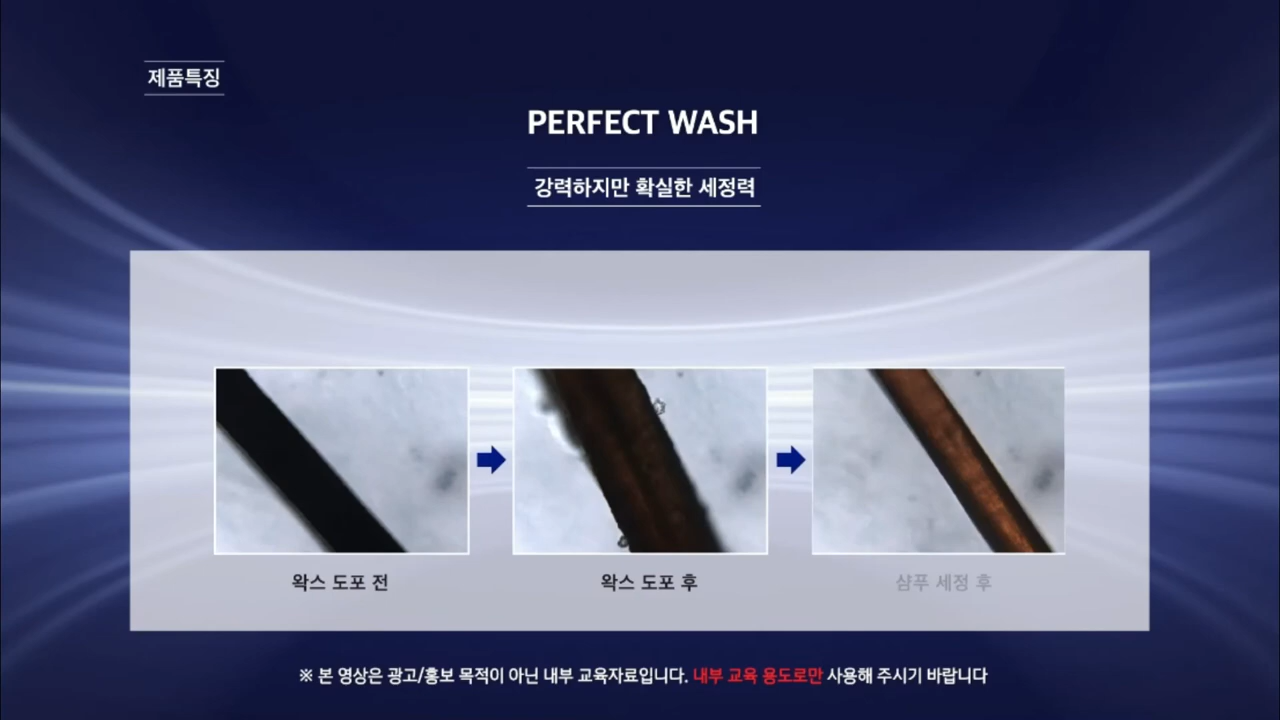 제품특징
PERFECT WASH
강력하지만 확실한 세정력
왁스 도포 전
왁스 도포 후
샴푸 세정 후
※ 본 영상은 광고/홍보 목적이 아닌 내부 교육자료입니다. 내부 교육 용도로만 사용해 주시기 바랍니다